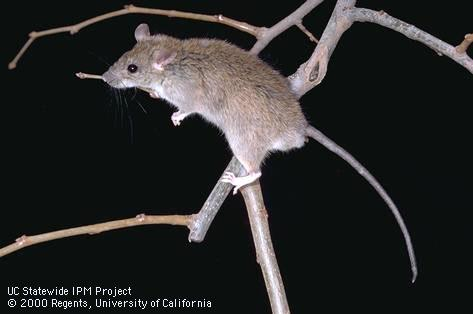 UC Statewide IPM Project
© 2000 Regents, University of California